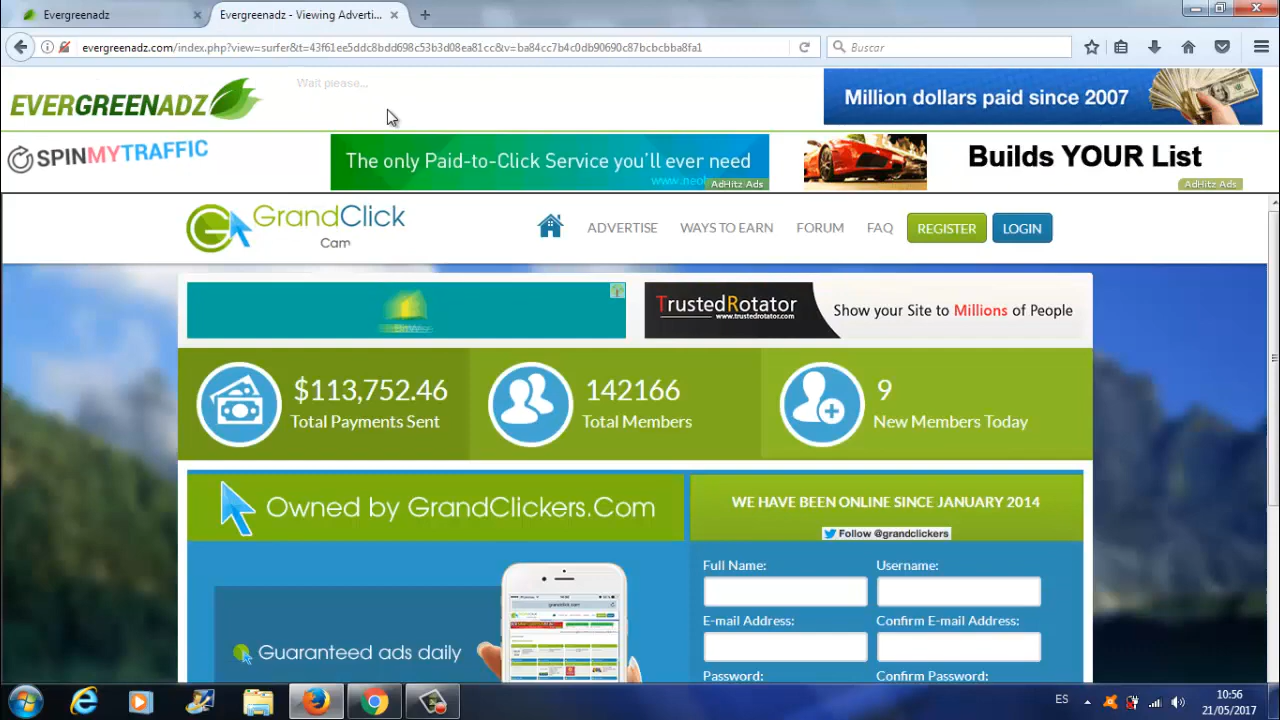 Evergreenadz
Evergreenadz - Viewing Adverti...
evergreenadz.com/index.php?view=surfer&t=43f61ee5ddc8bdd698c53b3d08ea81cc&v=ba84cc7b4c0db90690c87bcbcbba8fa1
Buscar
EVERGREENADZ
Wait please...
Million dollars paid since 2007
SPINMYTRAFFIC
The only Paid-to-Click Service you'll ever need
AdHitz Ads
Builds YOUR List
AdHitz Ads
GrandClick
Cam
ADVERTISE
WAYS TO EARN
FORUM
FAQ
REGISTER
LOGIN
TrustedRotator
www.trustedrotator.com
Show your Site to Millions of People
$113,752.46
Total Payments Sent
142166
Total Members
9
New Members Today
Owned by GrandClickers.Com
WE HAVE BEEN ONLINE SINCE JANUARY 2014
Follow @grandclickers
Full Name:
Username:
E-mail Address:
Confirm E-mail Address:
Guaranteed ads daily
Password:
Confirm Password:
ES
10:56
21/05/2017